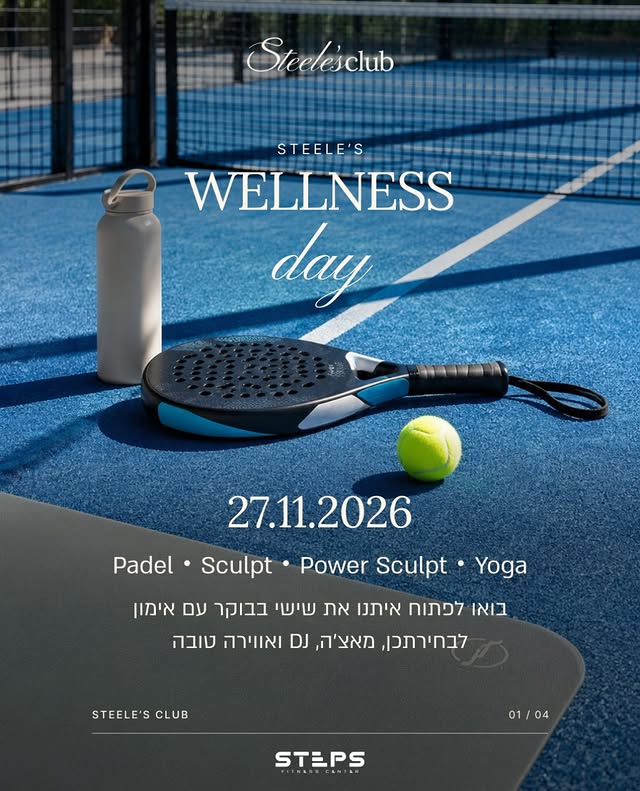 Steele's club
STEELE'S
WELLNESS
day
27.11.2026
Padel • Sculpt • Power Sculpt • Yoga
בואו לפתוח איתנו את שישי בבוקר עם אימון
לבחירתכן, מאצ'ה, DJ ואווירה טובה
STEELE'S CLUB
01 / 04
STEPS
FITNESS CENTER